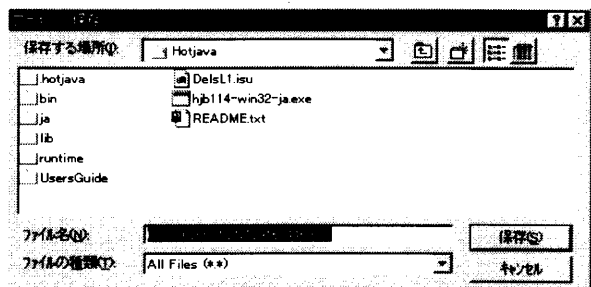 保存する場所(I):
Hotjava
.hotjava
bin
ja
lib
runtime
UsersGuide
DelsL1.isu
hjb114-win32-ja.exe
README.txt
ファイル名(N):
保存(S)
ファイルの種類(T):
All Files (*.*)
キャンセル